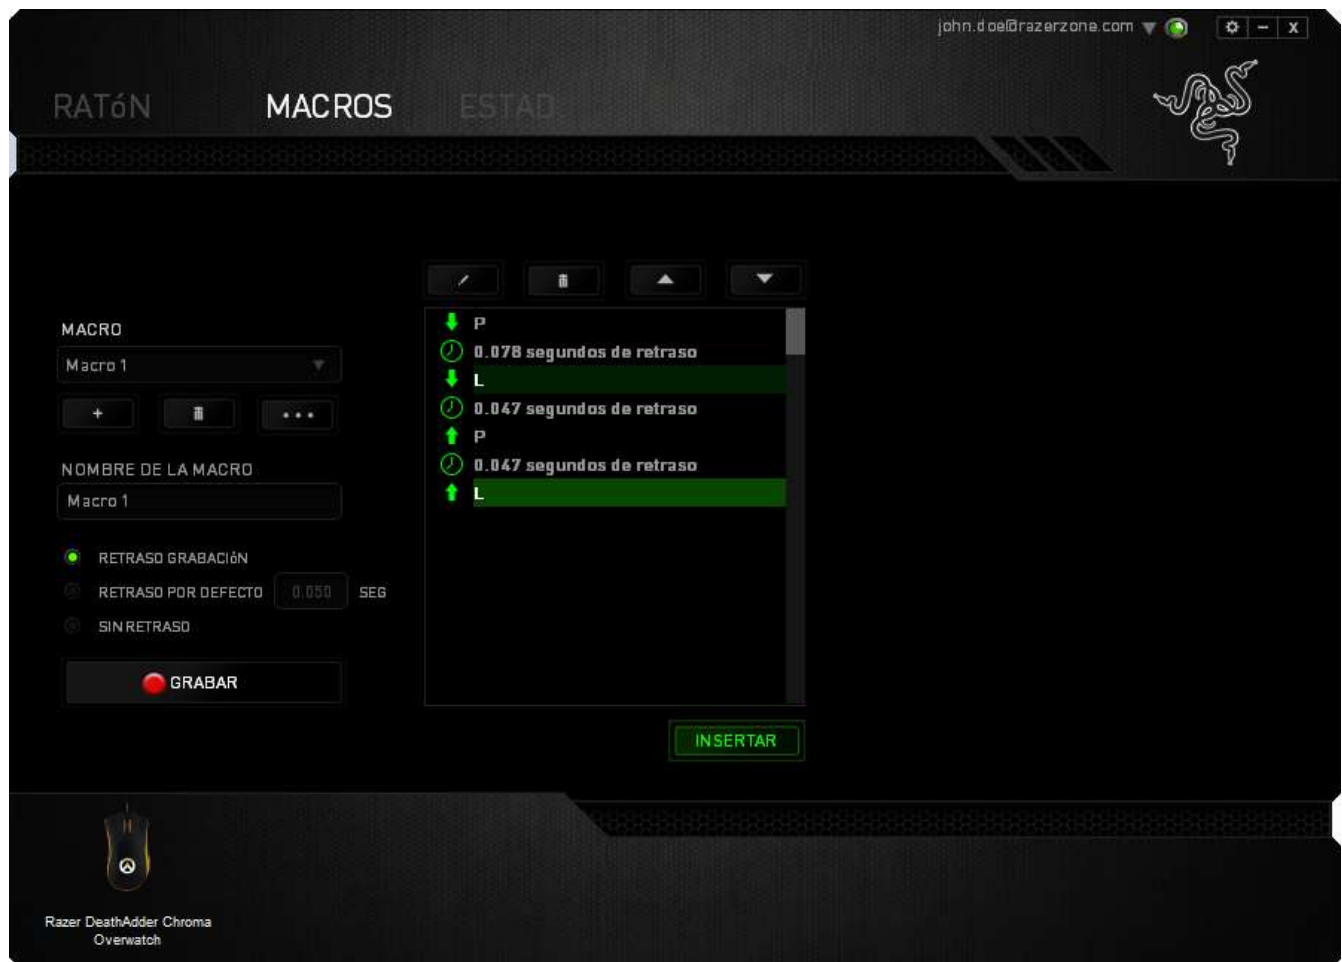 john.doe@razerzone.com
RATóN MACROS ESTAD
MACRO
Macro 1
NOMBRE DE LA MACRO
Macro 1
RETRASO GRABACIóN
RETRASO POR DEFECTO 0.050 SEG
SIN RETRASO
GRABAR
P
0.078 segundos de retraso
L
0.047 segundos de retraso
P
0.047 segundos de retraso
L
INSERTAR
Razer DeathAdder Chroma
Overwatch